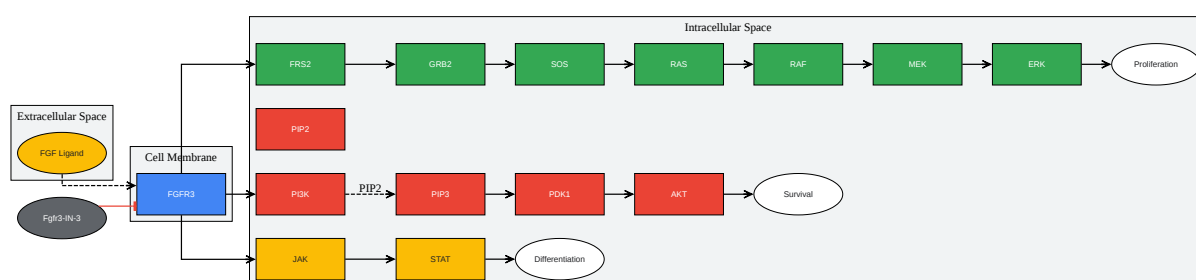 Intracellular Space
FRS2
GRB2
SOS
RAS
RAF
MEK
ERK
Proliferation
Extracellular Space
FGF Ligand
PIP2
Cell Membrane
FGFR3
Fgfr3-IN-3
PI3K
PIP2
PIP3
PDK1
AKT
Survival
JAK
STAT
Differentiation